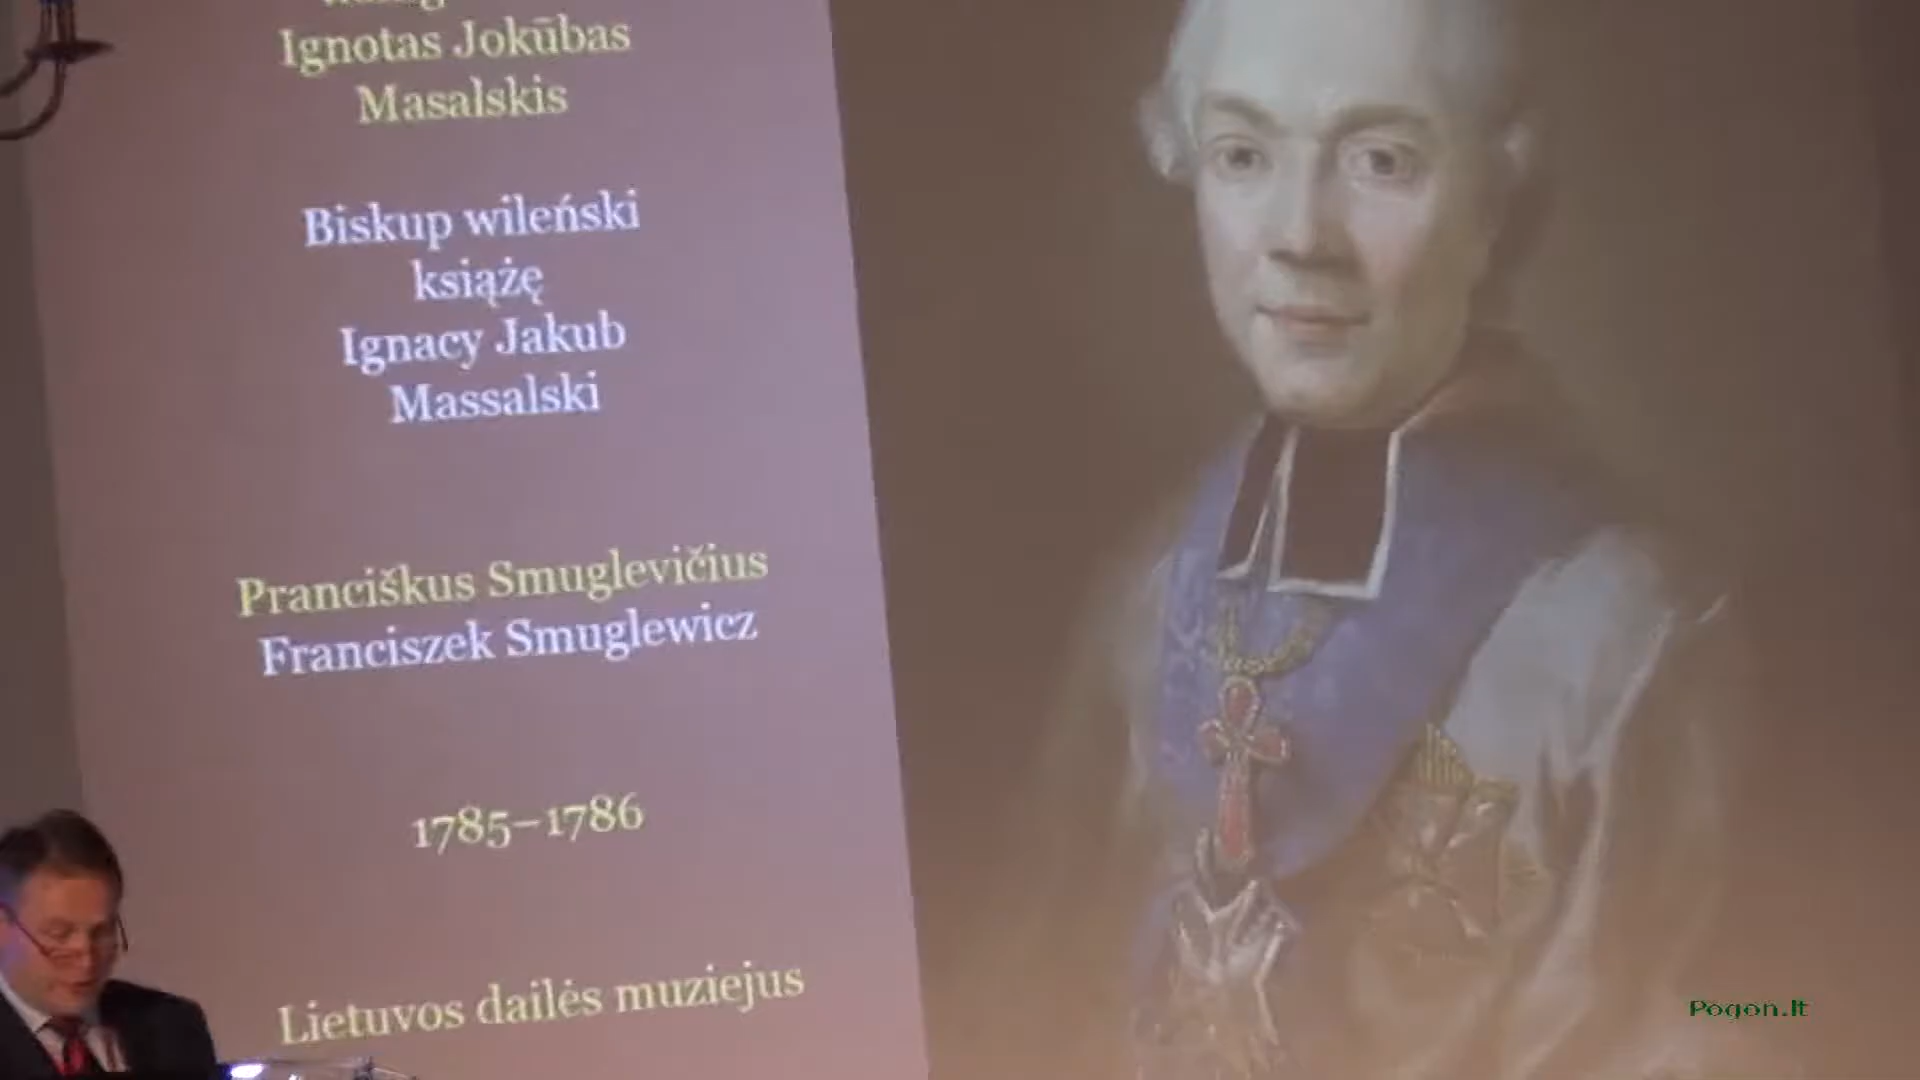 Ignotas Jokūbas
Masalskis
Biskup wileński
książę
Ignacy Jakub
Massalski
Pranciškus Smuglevičius
Franciszek Smuglewicz
1785–1786
Lietuvos dailės muziejus
Pogon.lt